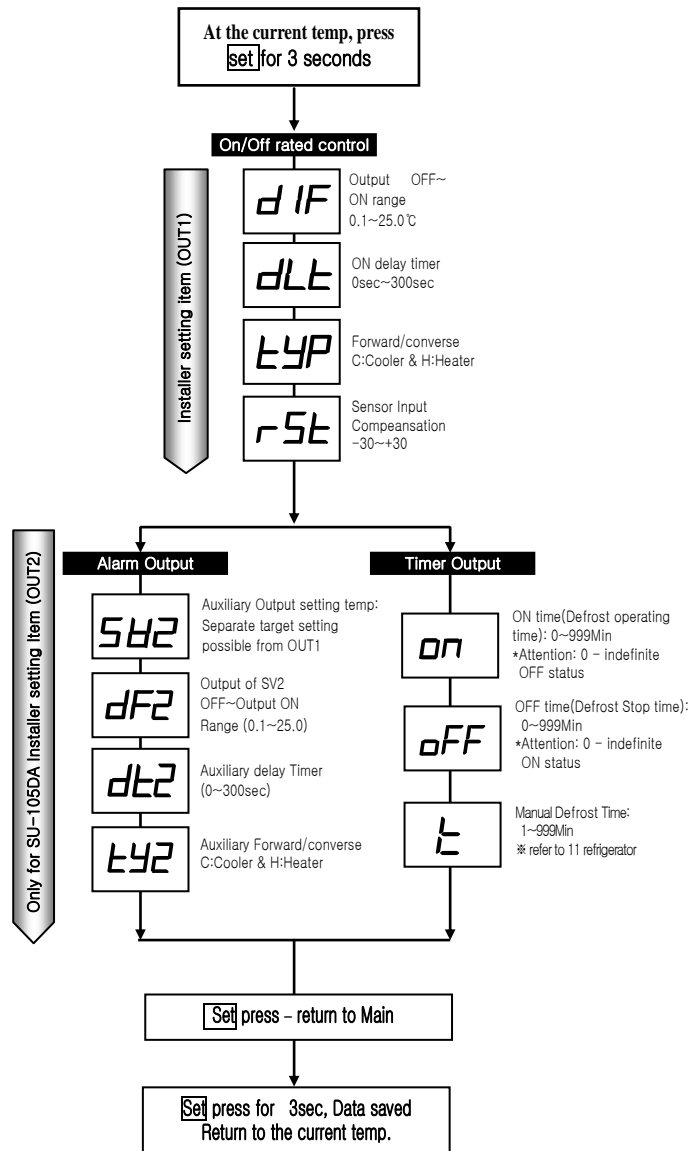 At the current temp, press
set for 3 seconds
On/Off rated control
Installer setting item (OUT1)
dIF
Output OFF~
ON range
0.1~25.0℃
dLt
ON delay timer
0sec~300sec
tYP
Forward/converse
C:Cooler & H:Heater
rSt
Sensor Input
Compeansation
-30~+30
Only for SU-105DA Installer setting Item (OUT2)
Alarm Output
SH2
Auxiliary Output setting temp:
Separate target setting
possible from OUT1
dF2
Output of SV2
OFF~Output ON
Range (0.1~25.0)
dt2
Auxiliary delay Timer
(0~300sec)
tY2
Auxiliary Forward/converse
C:Cooler & H:Heater
Timer Output
on
ON time(Defrost operating
time): 0~999Min
*Attention: 0 - indefinite
OFF status
oFF
OFF time(Defrost Stop time):
0~999Min
*Attention: 0 - indefinite
ON status
t
Manual Defrost Time:
1~999Min
※ refer to 11 refrigerator
Set press – return to Main
Set press for 3sec, Data saved
Return to the current temp.